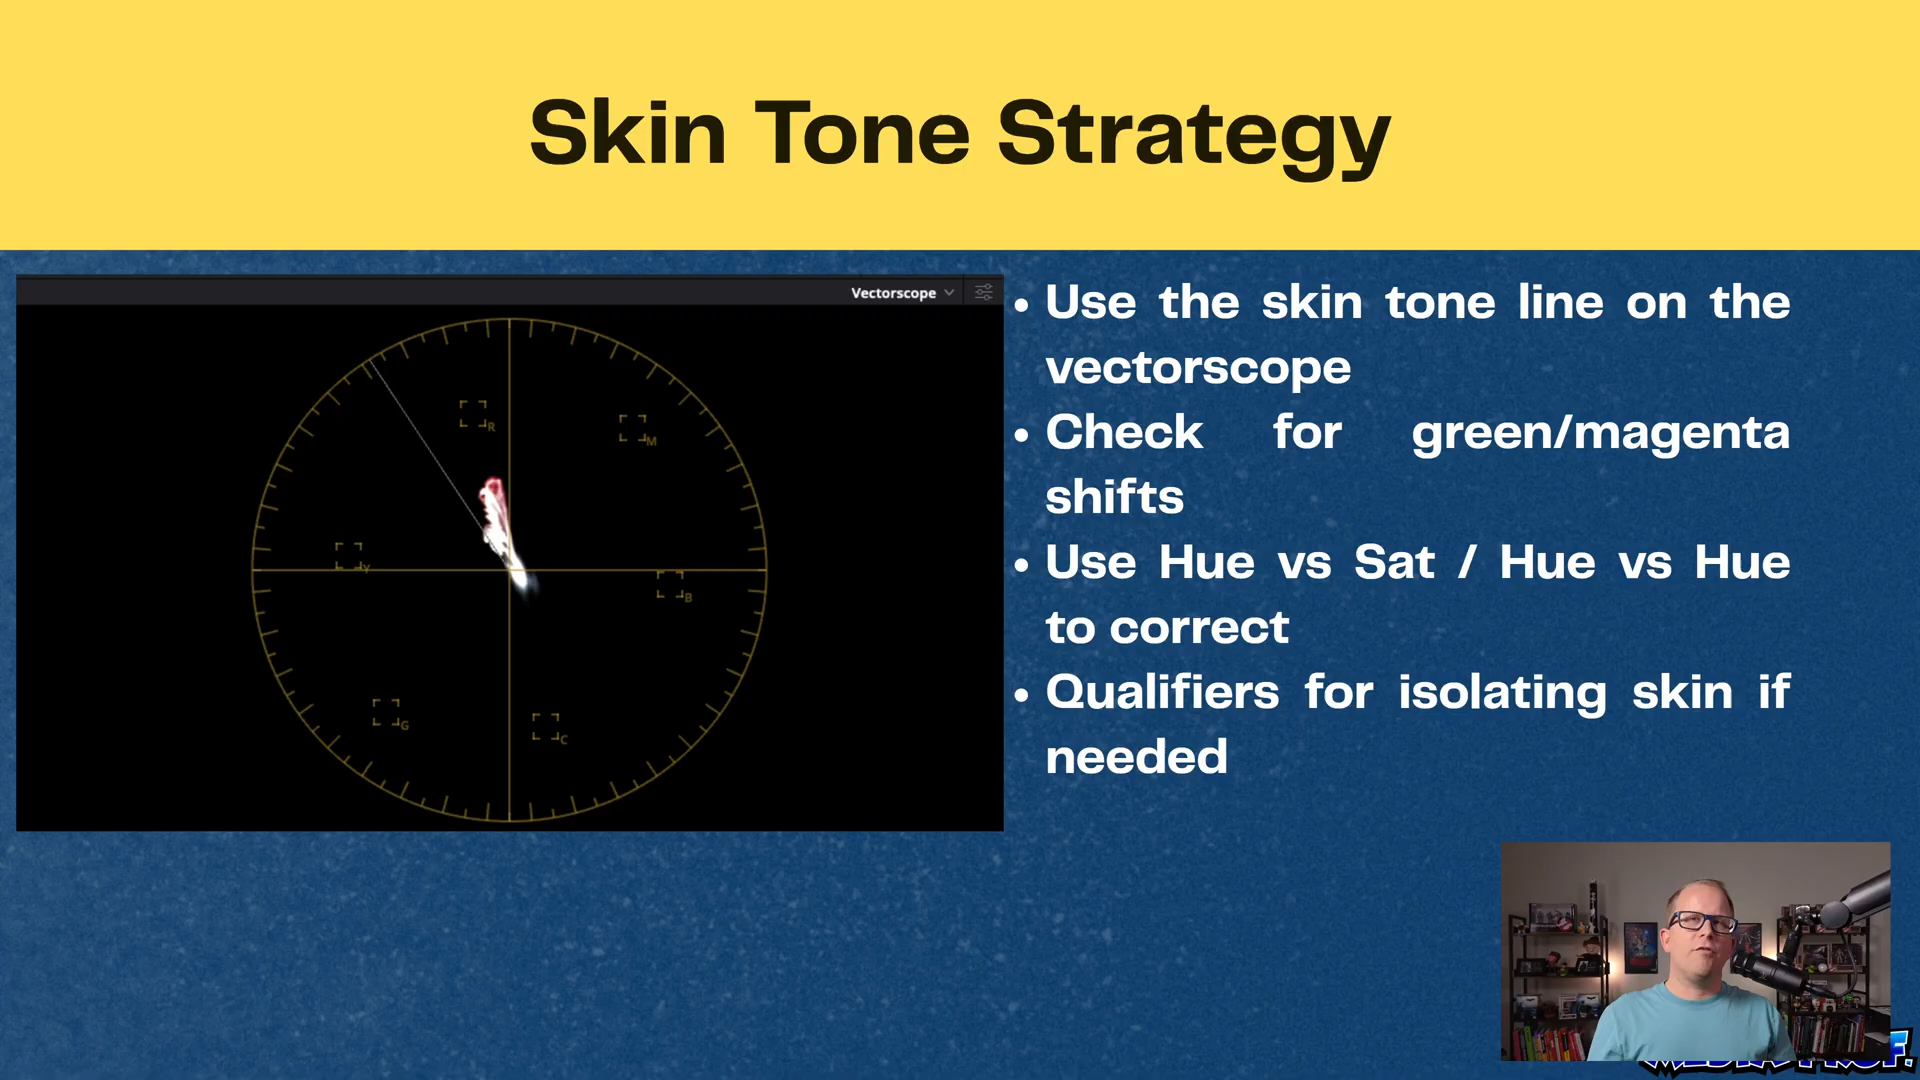 Skin Tone Strategy
Vectorscope
R
M
Y
B
G
C
• Use the skin tone line on the
vectorscope
• Check for green/magenta
shifts
• Use Hue vs Sat / Hue vs Hue
to correct
• Qualifiers for isolating skin if
needed